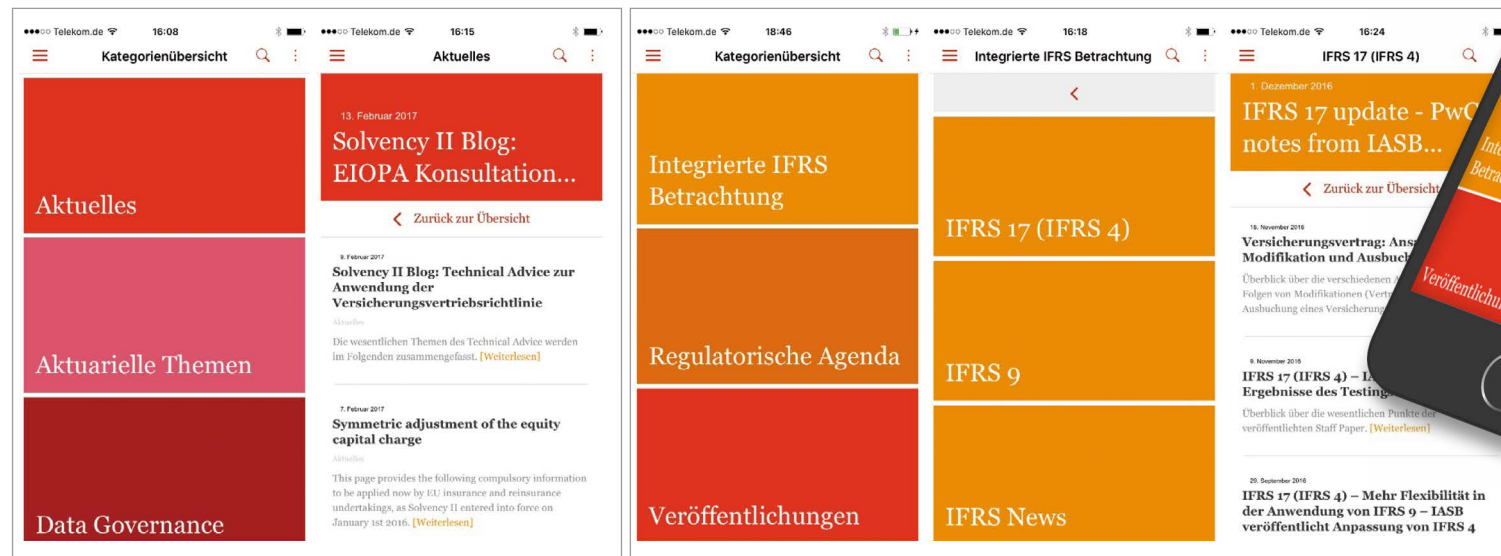 Telekom.de
16:08
Kategorienübersicht
Aktuelles
Aktuarielle Themen
Data Governance
Telekom.de
16:15
Aktuelles
13. Februar 2017
Solvency II Blog:
EIOPA Konsultation...
Zurück zur Übersicht
9. Februar 2017
Solvency II Blog: Technical Advice zur
Anwendung der
Versicherungsvertriebsrichtlinie
Aktuelles
Die wesentlichen Themen des Technical Advice werden
im Folgenden zusammengefasst. [Weiterlesen]
7. Februar 2017
Symmetric adjustment of the equity
capital charge
Aktuelles
This page provides the following compulsory information
to be applied now by EU insurance and reinsurance
undertakings, as Solvency II entered into force on
January 1st 2016. [Weiterlesen]
Telekom.de
18:46
Kategorienübersicht
Integrierte IFRS
Betrachtung
Regulatorische Agenda
Veröffentlichungen
Telekom.de
16:18
Integrierte IFRS Betrachtung
IFRS 17 (IFRS 4)
IFRS 9
IFRS News
Telekom.de
16:24
IFRS 17 (IFRS 4)
1. Dezember 2016
IFRS 17 update - PwC
notes from IASB...
Zurück zur Übersicht
Versicherungsvertrag:
Modifikation und
Überblick über die verschiedenen
Folgen von Modifikationen
Ausbuchung eines
9. November 2016
IFRS 17 (IFRS 4) –
Ergebnisse des
Überblick über die wesentlichen Punkte der
veröffentlichten Staff Paper. [Weiterlesen]
29. September 2016
IFRS 17 (IFRS 4) – Mehr Flexibilität in
der Anwendung von IFRS 9 – IASB
veröffentlicht Anpassung von IFRS 4